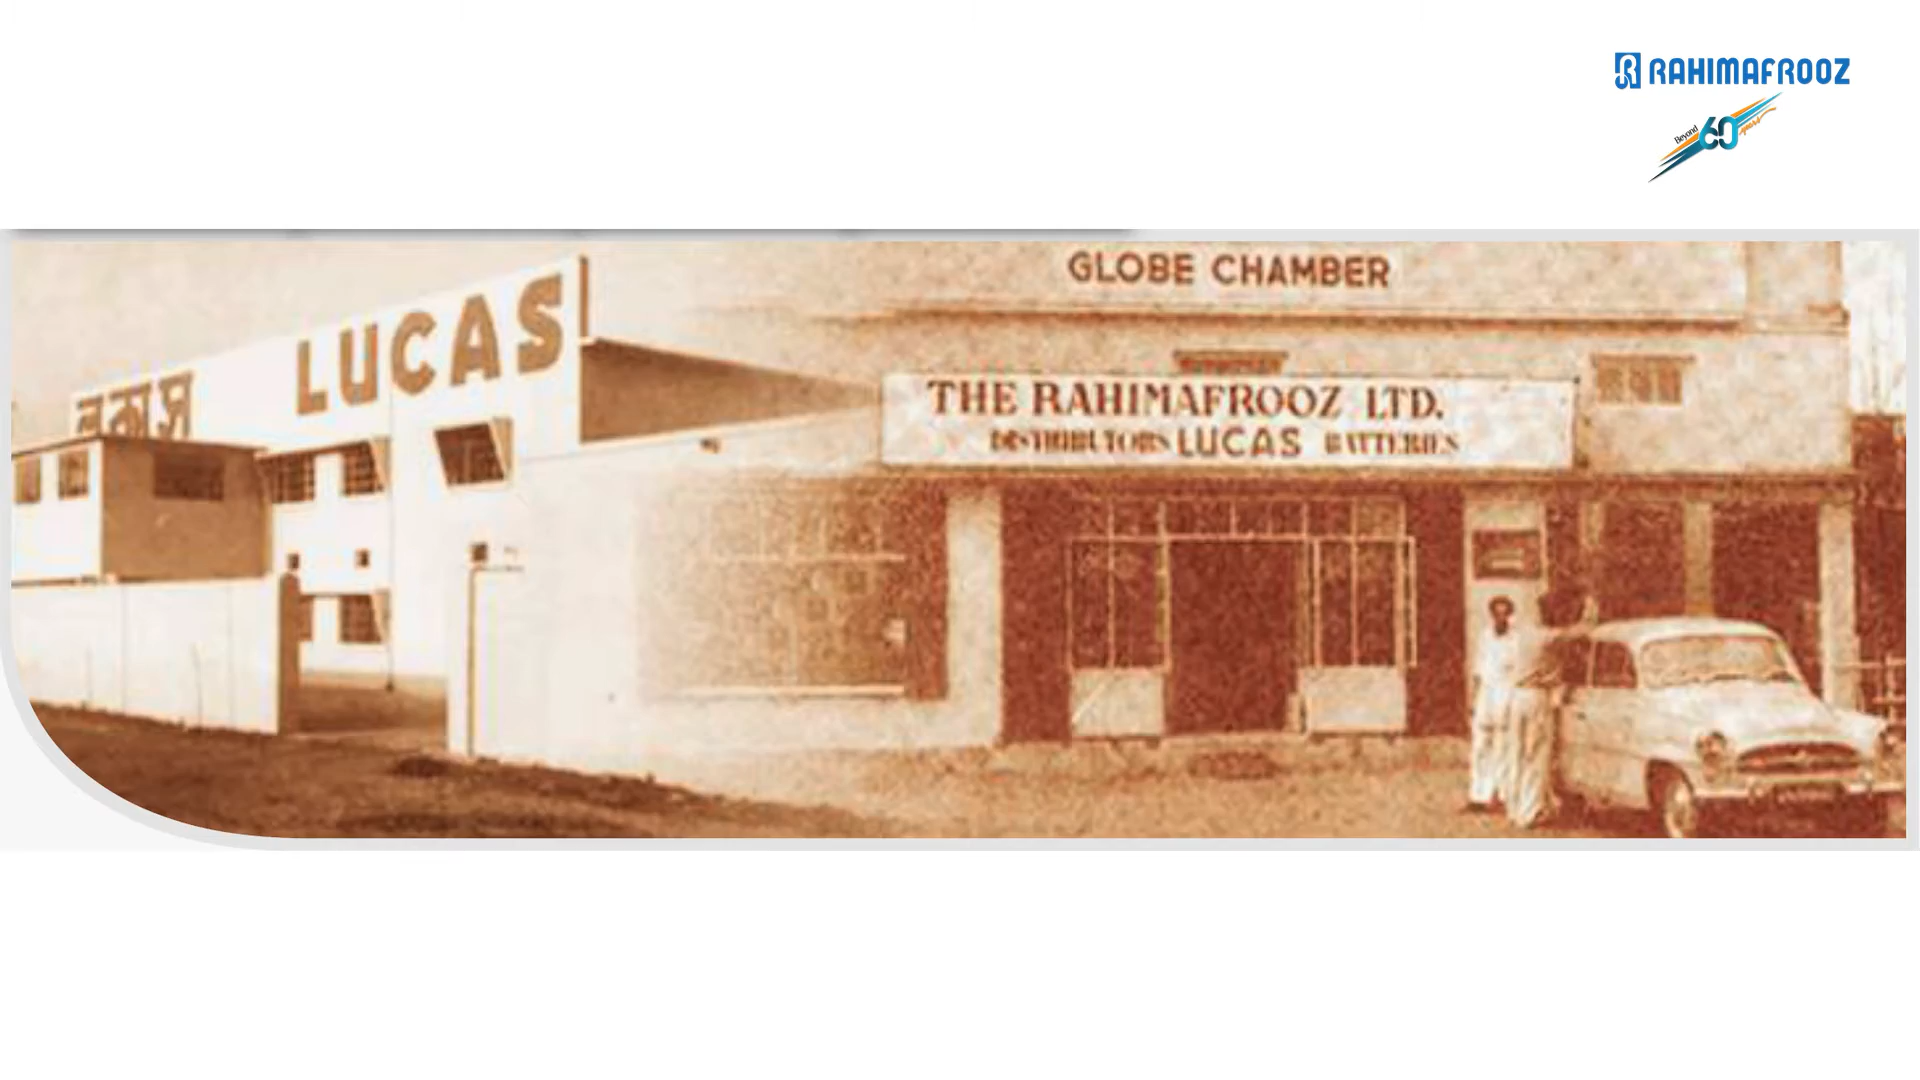 RAHIMAFROOZ
Beyond 60 years
লুকাস
LUCAS
GLOBE CHAMBER
THE RAHIMAFROOZ LTD.
DISTRIBUTORS LUCAS BATTERIES